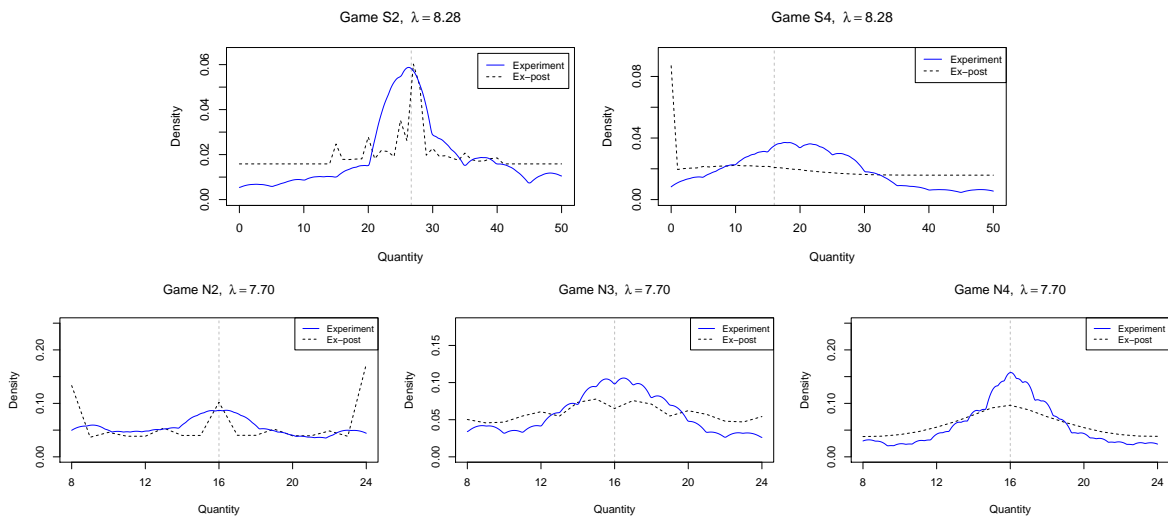 Game S2, λ = 8.28
Density
0.00
0.02
0.04
0.06
Experiment
Ex−post
0 10 20 30 40 50
Quantity
Game S4, λ = 8.28
Density
0.00
0.04
0.08
Experiment
Ex−post
0 10 20 30 40 50
Quantity
Game N2, λ = 7.70
Density
0.00
0.10
0.20
Experiment
Ex−post
8 12 16 20 24
Quantity
Game N3, λ = 7.70
Density
0.00
0.05
0.10
0.15
Experiment
Ex−post
8 12 16 20 24
Quantity
Game N4, λ = 7.70
Density
0.00
0.10
0.20
Experiment
Ex−post
8 12 16 20 24
Quantity